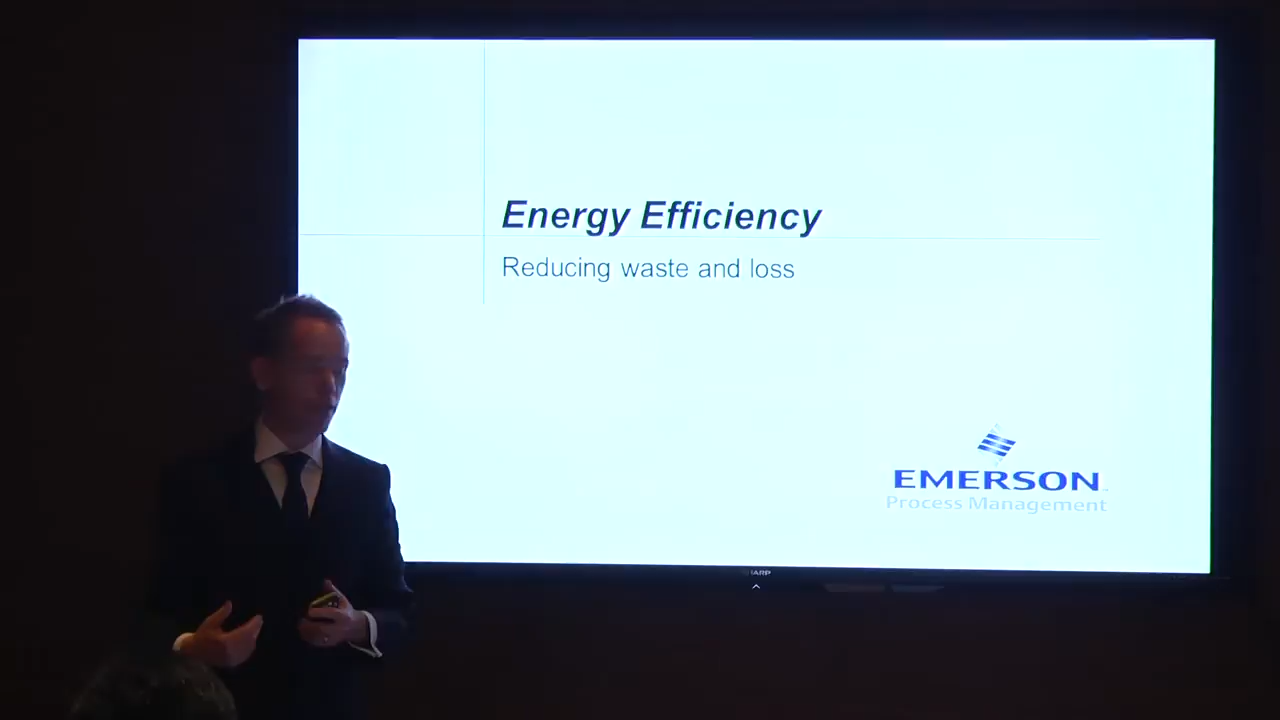 Energy Efficiency
Reducing waste and loss
EMERSON
Process Management